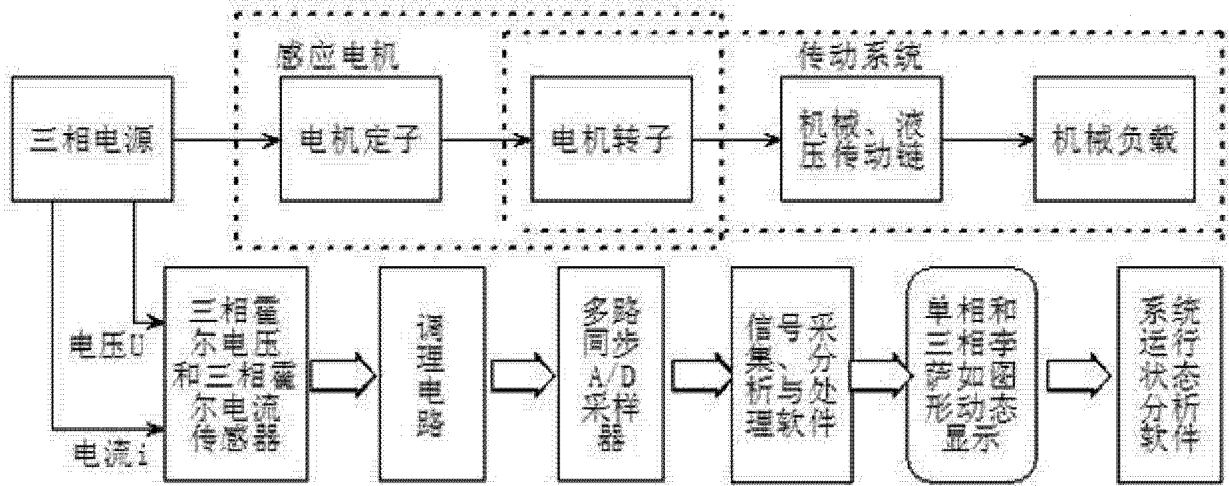 感应电机
传动系统
三相电源
电机定子
电机转子
机械、液
压传动链
机械负载
电压U
电流i
三相霍
尔电压
和三相霍
尔电流
传感器
调
理
电
路
多路
同步
A/D
采样
器
信号采
集、分
析与处
理软件
单相和
三相李
萨如图
形动态
显示
系统
运行
状态
分析
软件